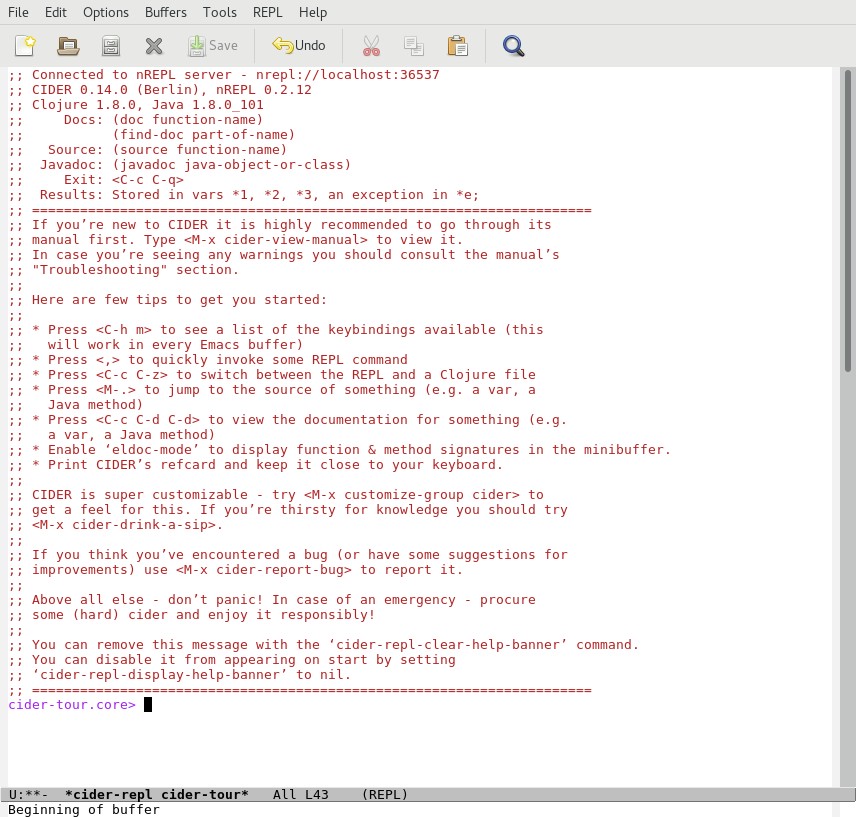 File Edit Options Buffers Tools REPL Help
Save Undo
;; Connected to nREPL server - nrepl://localhost:36537
;; CIDER 0.14.0 (Berlin), nREPL 0.2.12
;; Clojure 1.8.0, Java 1.8.0_101
;;     Docs: (doc function-name)
;;           (find-doc part-of-name)
;;   Source: (source function-name)
;;  Javadoc: (javadoc java-object-or-class)
;;     Exit: <C-c C-q>
;;  Results: Stored in vars *1, *2, *3, an exception in *e;
;; ======================================================================
;; If you’re new to CIDER it is highly recommended to go through its
;; manual first. Type <M-x cider-view-manual> to view it.
;; In case you’re seeing any warnings you should consult the manual’s
;; "Troubleshooting" section.
;;
;; Here are few tips to get you started:
;;
;; * Press <C-h m> to see a list of the keybindings available (this
;;   will work in every Emacs buffer)
;; * Press <,> to quickly invoke some REPL command
;; * Press <C-c C-z> to switch between the REPL and a Clojure file
;; * Press <M-.> to jump to the source of something (e.g. a var, a
;;   Java method)
;; * Press <C-c C-d C-d> to view the documentation for something (e.g.
;;   a var, a Java method)
;; * Enable ‘eldoc-mode’ to display function & method signatures in the minibuffer.
;; * Print CIDER’s refcard and keep it close to your keyboard.
;;
;; CIDER is super customizable - try <M-x customize-group cider> to
;; get a feel for this. If you’re thirsty for knowledge you should try
;; <M-x cider-drink-a-sip>.
;;
;; If you think you’ve encountered a bug (or have some suggestions for
;; improvements) use <M-x cider-report-bug> to report it.
;;
;; Above all else - don’t panic! In case of an emergency - procure
;; some (hard) cider and enjoy it responsibly!
;;
;; You can remove this message with the ‘cider-repl-clear-help-banner’ command.
;; You can disable it from appearing on start by setting
;; ‘cider-repl-display-help-banner’ to nil.
;; ======================================================================
cider-tour.core>
U:**-  *cider-repl cider-tour*   All L43    (REPL)
Beginning of buffer